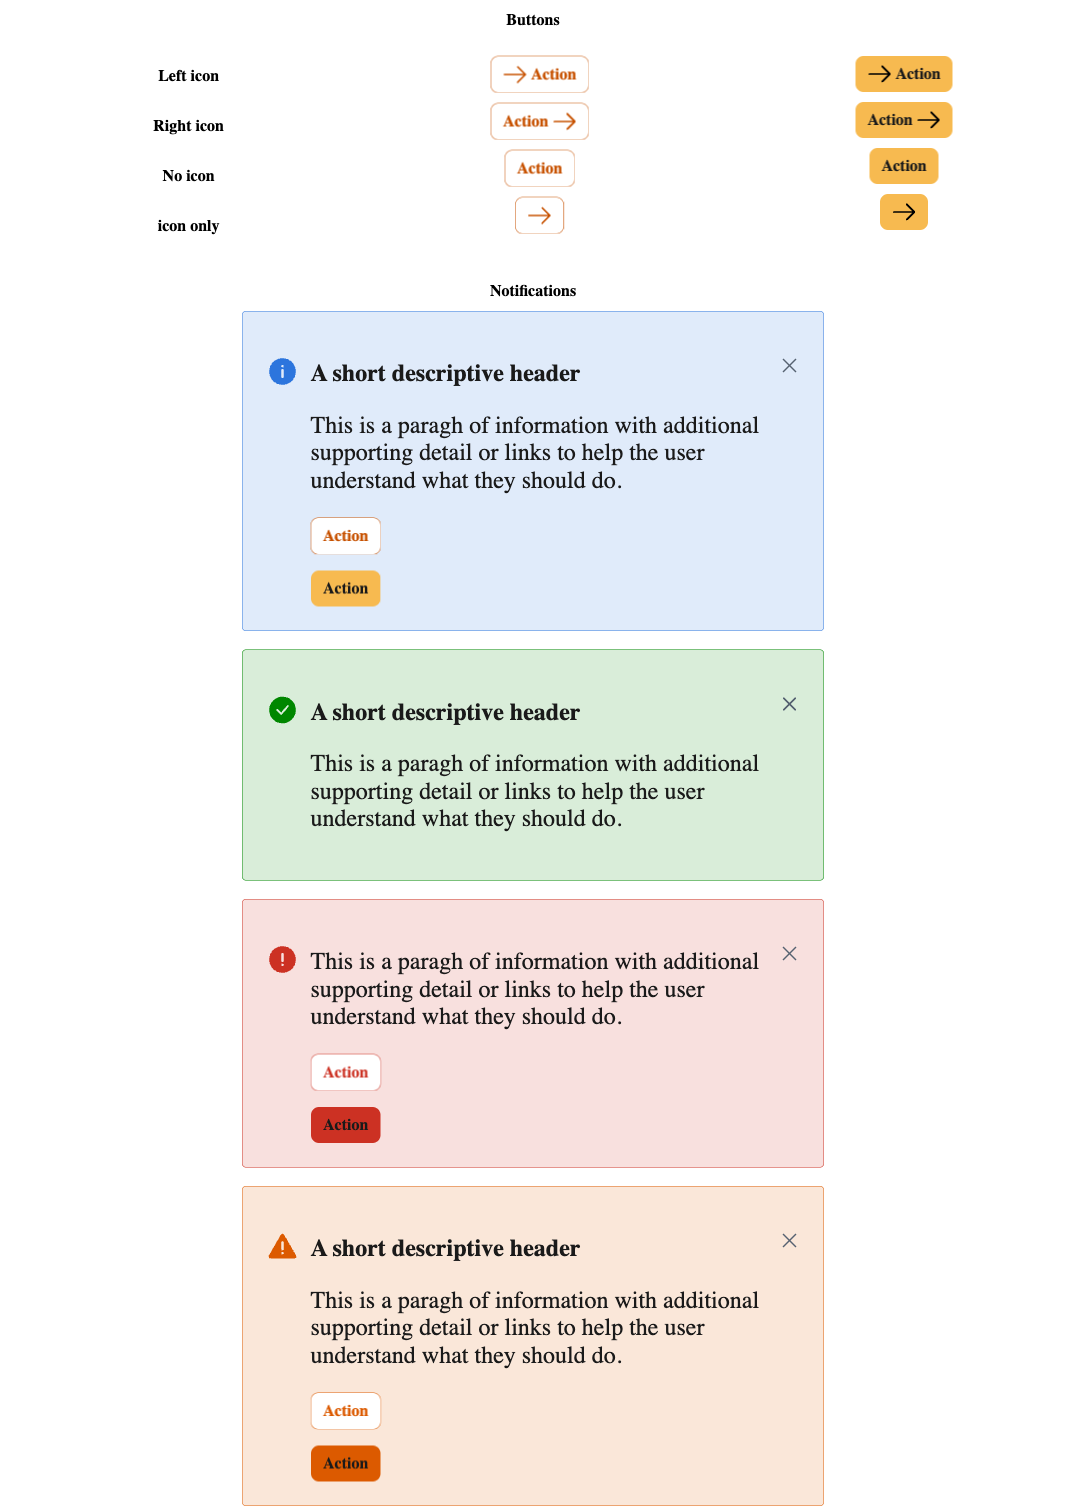 Buttons
Left icon
Action
Action
Right icon
Action
Action
No icon
Action
Action
icon only
Notifications
A short descriptive header
This is a paragh of information with additional
supporting detail or links to help the user
understand what they should do.
Action
Action
A short descriptive header
This is a paragh of information with additional
supporting detail or links to help the user
understand what they should do.
This is a paragh of information with additional
supporting detail or links to help the user
understand what they should do.
Action
Action
A short descriptive header
This is a paragh of information with additional
supporting detail or links to help the user
understand what they should do.
Action
Action